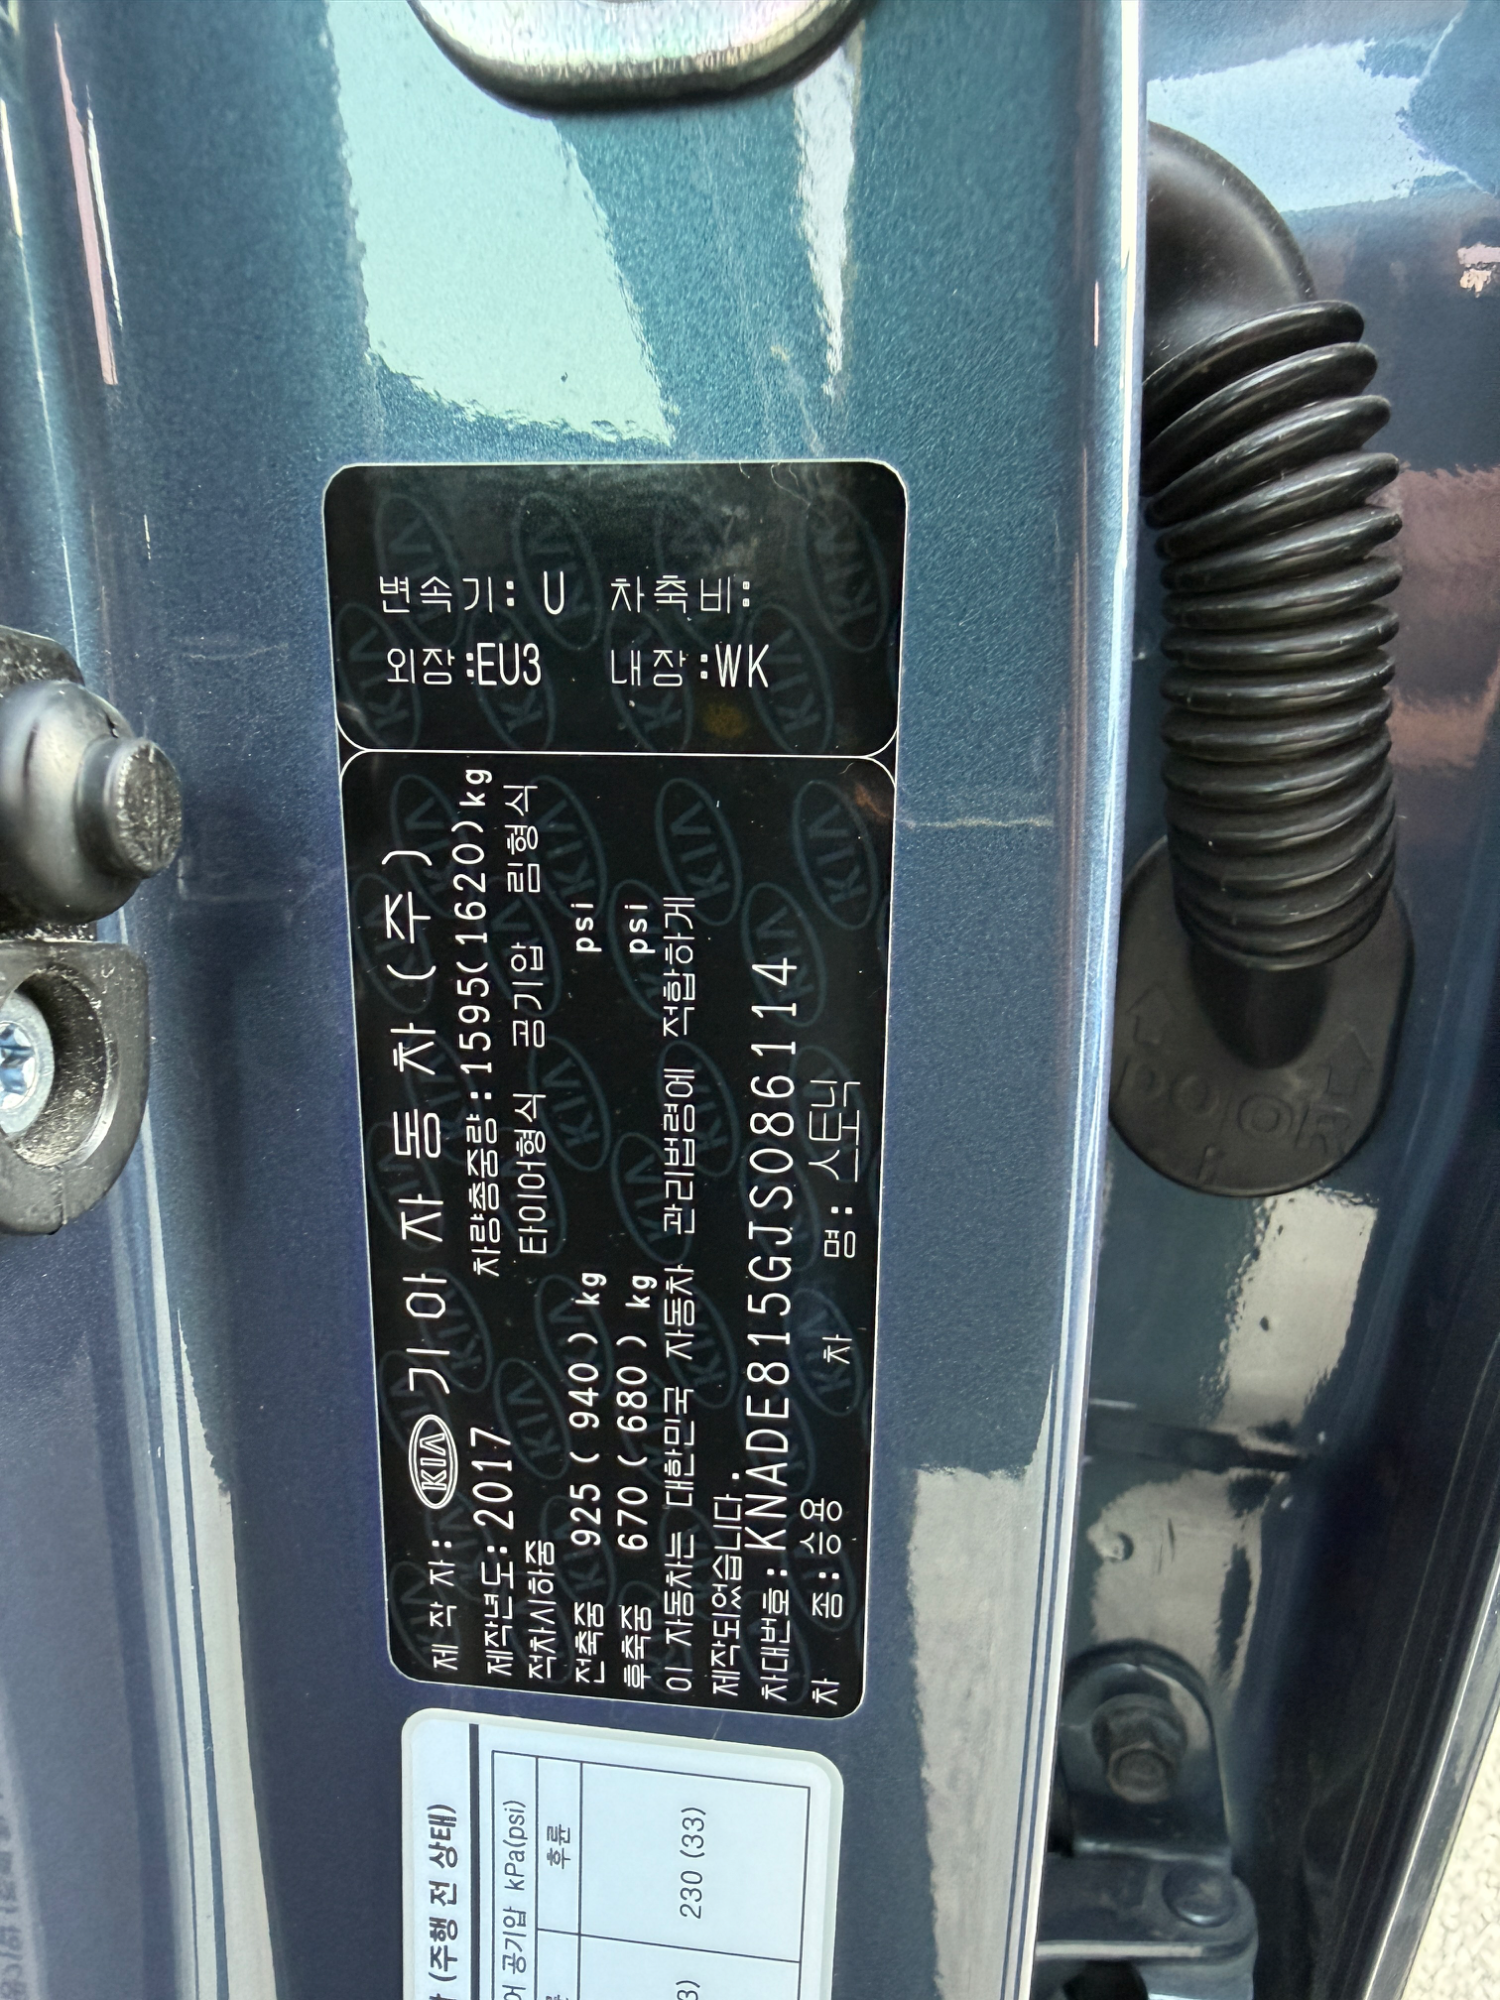 변속기: U 차축비:
외장:EU3 내장:WK
제 작 자: KIA 기 아 자 동 차 (주)
제작년도:2017 차량총중량:1595(1620)kg
적차시하중 타이어형식 공기압 림형식
전축중 925 ( 940 ) kg psi
후축중 670 ( 680 ) kg psi
이 자동차는 대한민국 자동차 관리법령에 적합하게
제작되었습니다.
차대번호:KNADE815GJS086114
차 종:승용 차 명:스토닉
(주행 전 상태)
공기압 kPa(psi)
후륜
230 (33)
DOOR